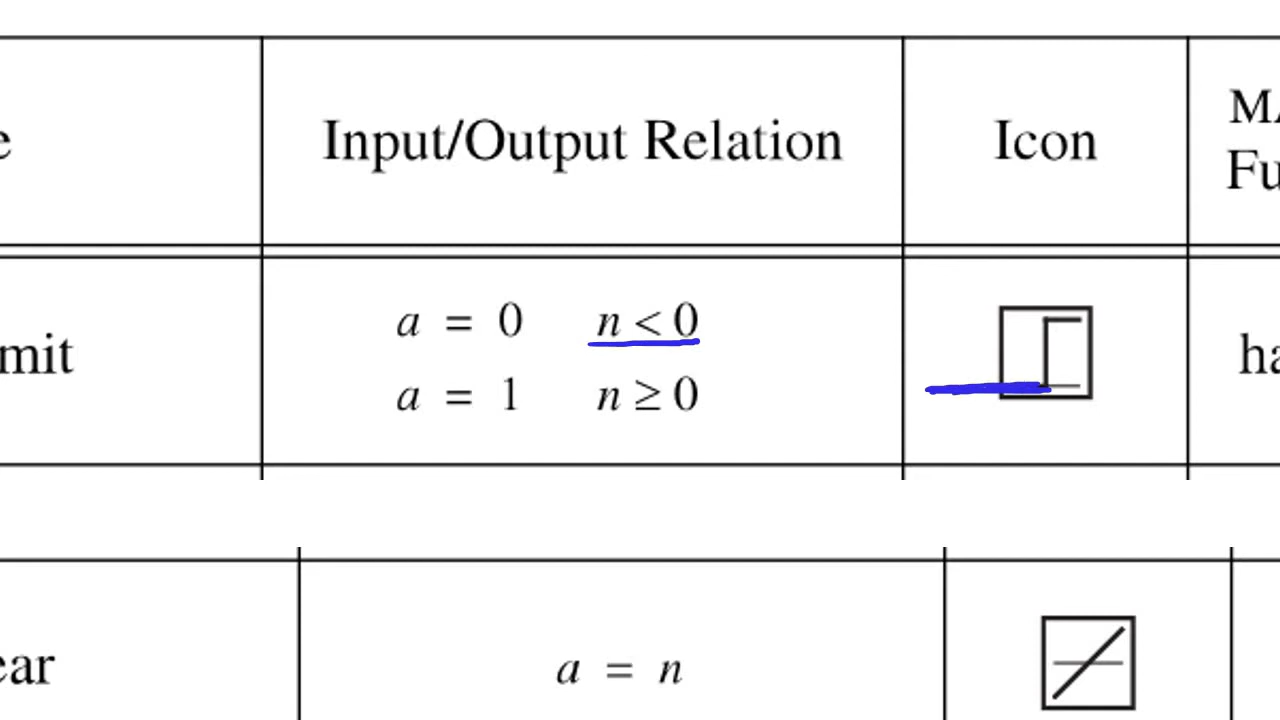 e Input/Output Relation Icon MA
Fu
a = 0 n < 0
mit ha
a = 1 n ≥ 0
ear a = n